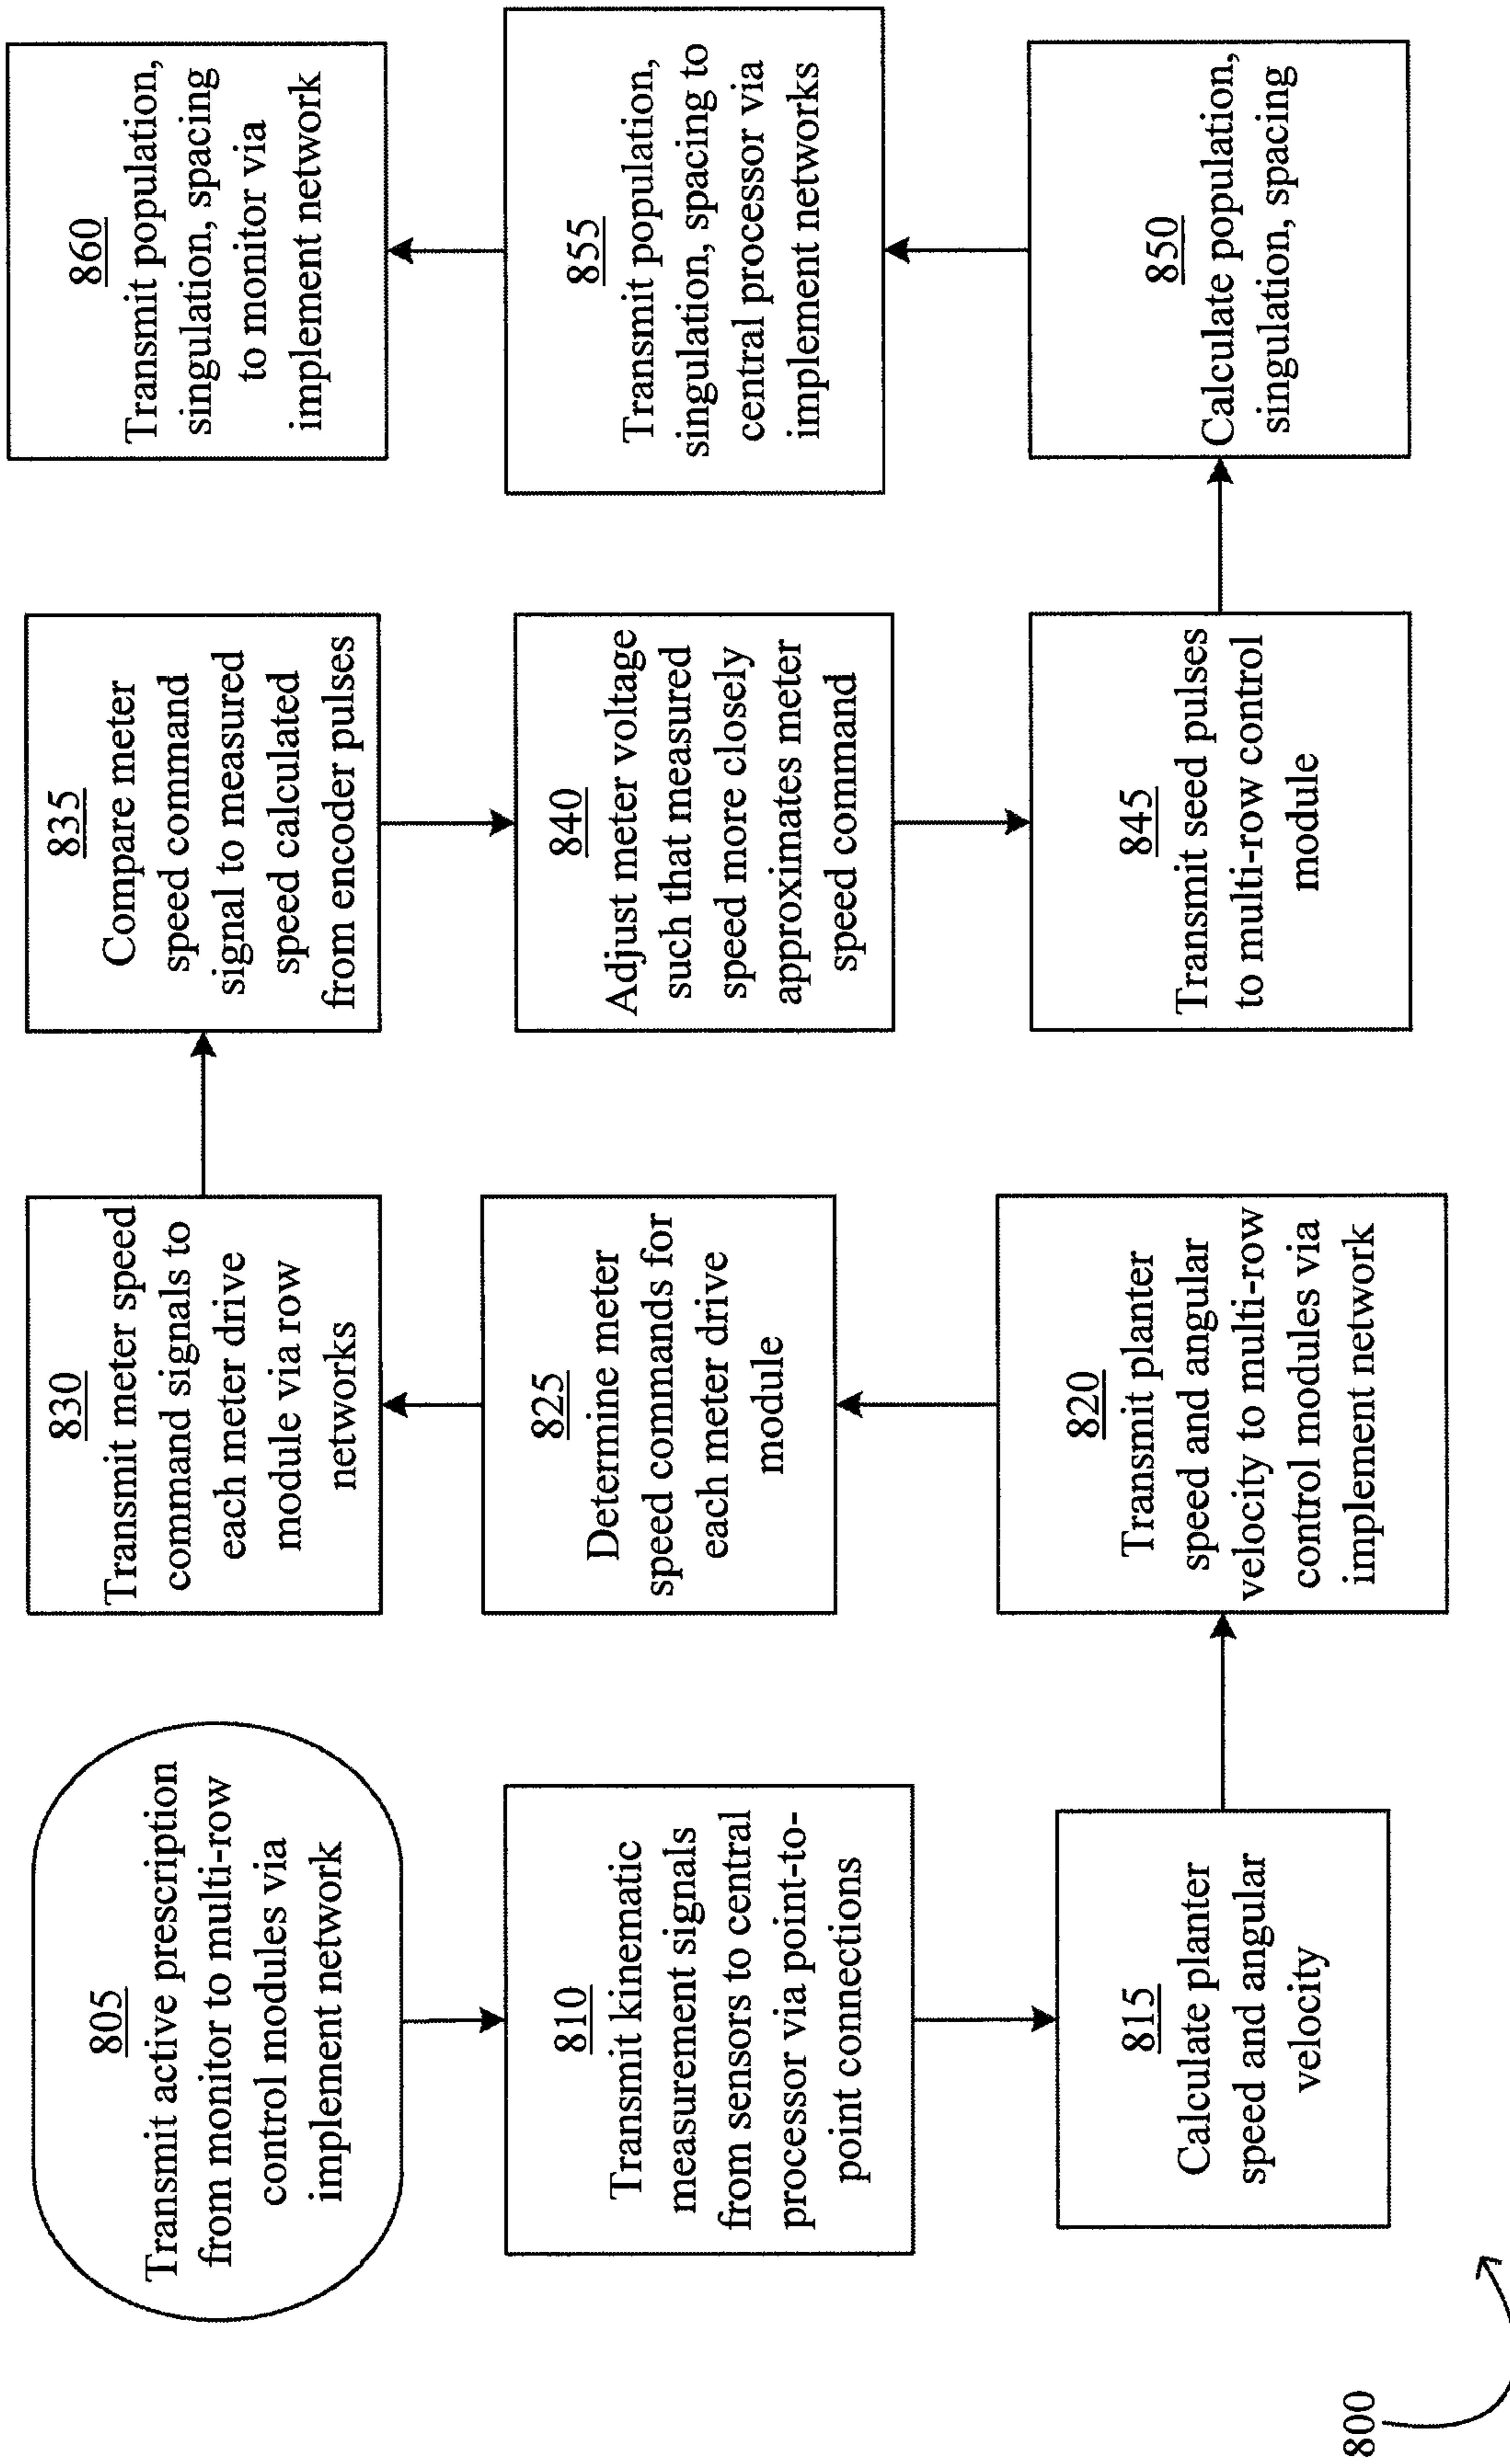 805
Transmit active prescription
from monitor to multi-row
control modules via
implement network
810
Transmit kinematic
measurement signals
from sensors to central
processor via point-to-
point connections
815
Calculate planter
speed and angular
velocity
820
Transmit planter
speed and angular
velocity to multi-row
control modules via
implement network
825
Determine meter
speed commands for
each meter drive
module
830
Transmit meter speed
command signals to
each meter drive
module via row
networks
835
Compare meter
speed command
signal to measured
speed calculated
from encoder pulses
840
Adjust meter voltage
such that measured
speed more closely
approximates meter
speed command
845
Transmit seed pulses
to multi-row control
module
850
Calculate population,
singulation, spacing
855
Transmit population,
singulation, spacing to
central processor via
implement networks
860
Transmit population,
singulation, spacing
to monitor via
implement network
800